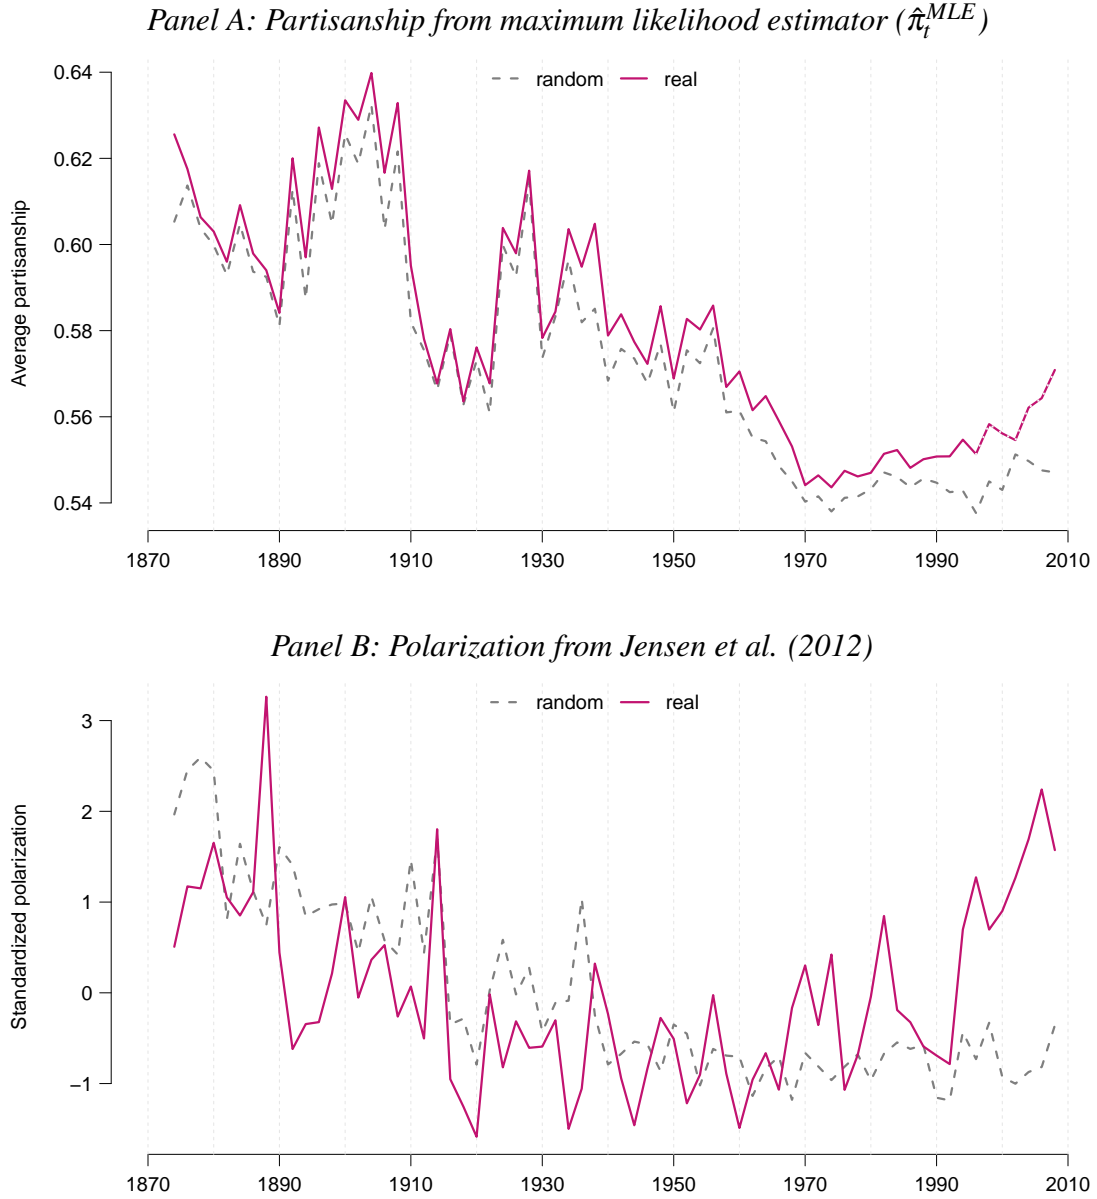 Panel A: Partisanship from maximum likelihood estimator (π̂_t^MLE)
random real
Average partisanship
0.64
0.62
0.60
0.58
0.56
0.54
1870 1890 1910 1930 1950 1970 1990 2010
Panel B: Polarization from Jensen et al. (2012)
random real
Standardized polarization
3
2
1
0
−1
1870 1890 1910 1930 1950 1970 1990 2010